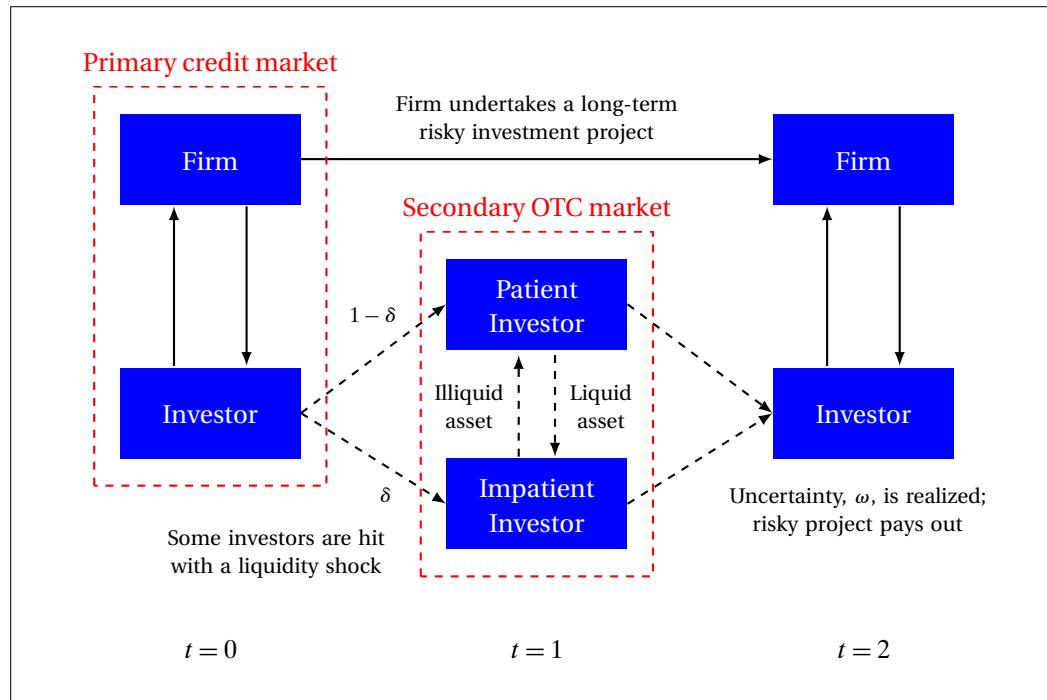 Primary credit market
Firm undertakes a long-term
risky investment project
Firm
Firm
Secondary OTC market
Patient
Investor
1 − δ
Illiquid
asset
Liquid
asset
Investor
Investor
δ
Impatient
Investor
Some investors are hit
with a liquidity shock
Uncertainty, ω, is realized;
risky project pays out
t = 0
t = 1
t = 2